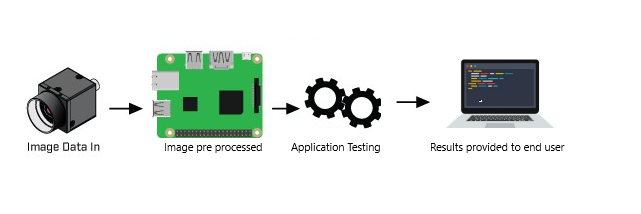 Image Data In
Image pre processed
Application Testing
Results provided to end user